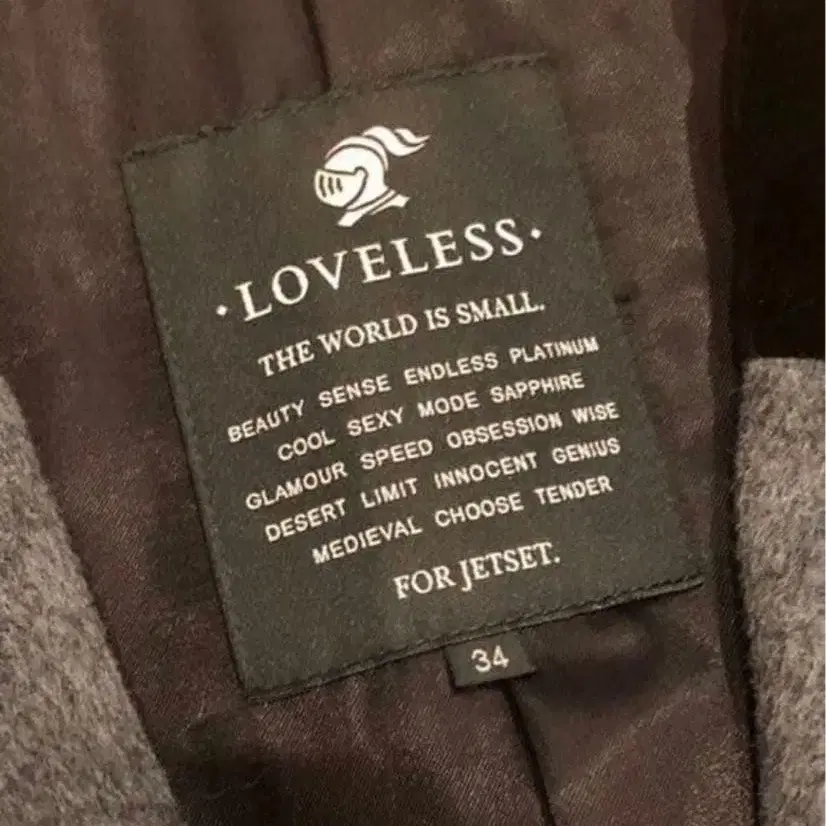 ·LOVELESS·
THE WORLD IS SMALL.
BEAUTY SENSE ENDLESS PLATINUM
COOL SEXY MODE SAPPHIRE
GLAMOUR SPEED OBSESSION WISE
DESERT LIMIT INNOCENT GENIUS
MEDIEVAL CHOOSE TENDER
FOR JETSET.
34